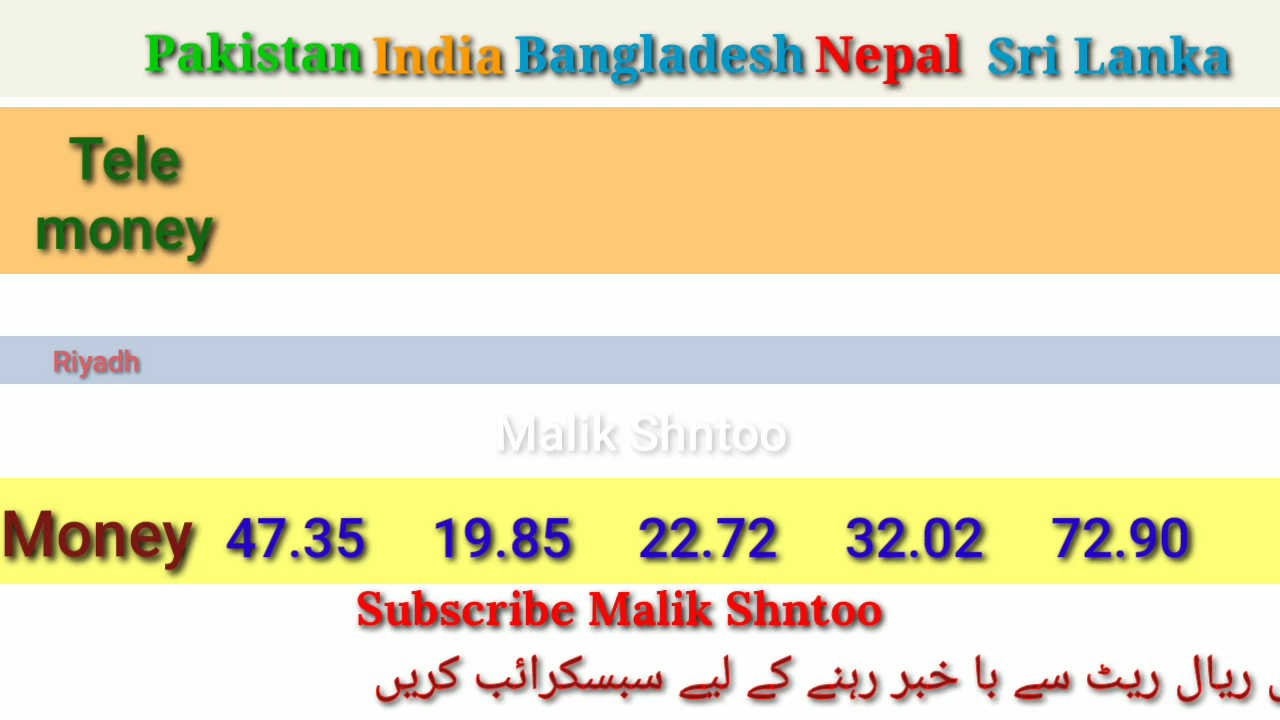 Pakistan India Bangladesh Nepal Sri Lanka
Tele
money
Riyadh
Malik Shntoo
Money 47.35 19.85 22.72 32.02 72.90
Subscribe Malik Shntoo
ریال ریٹ سے با خبر رہنے کے لیے سبسکرائب کریں